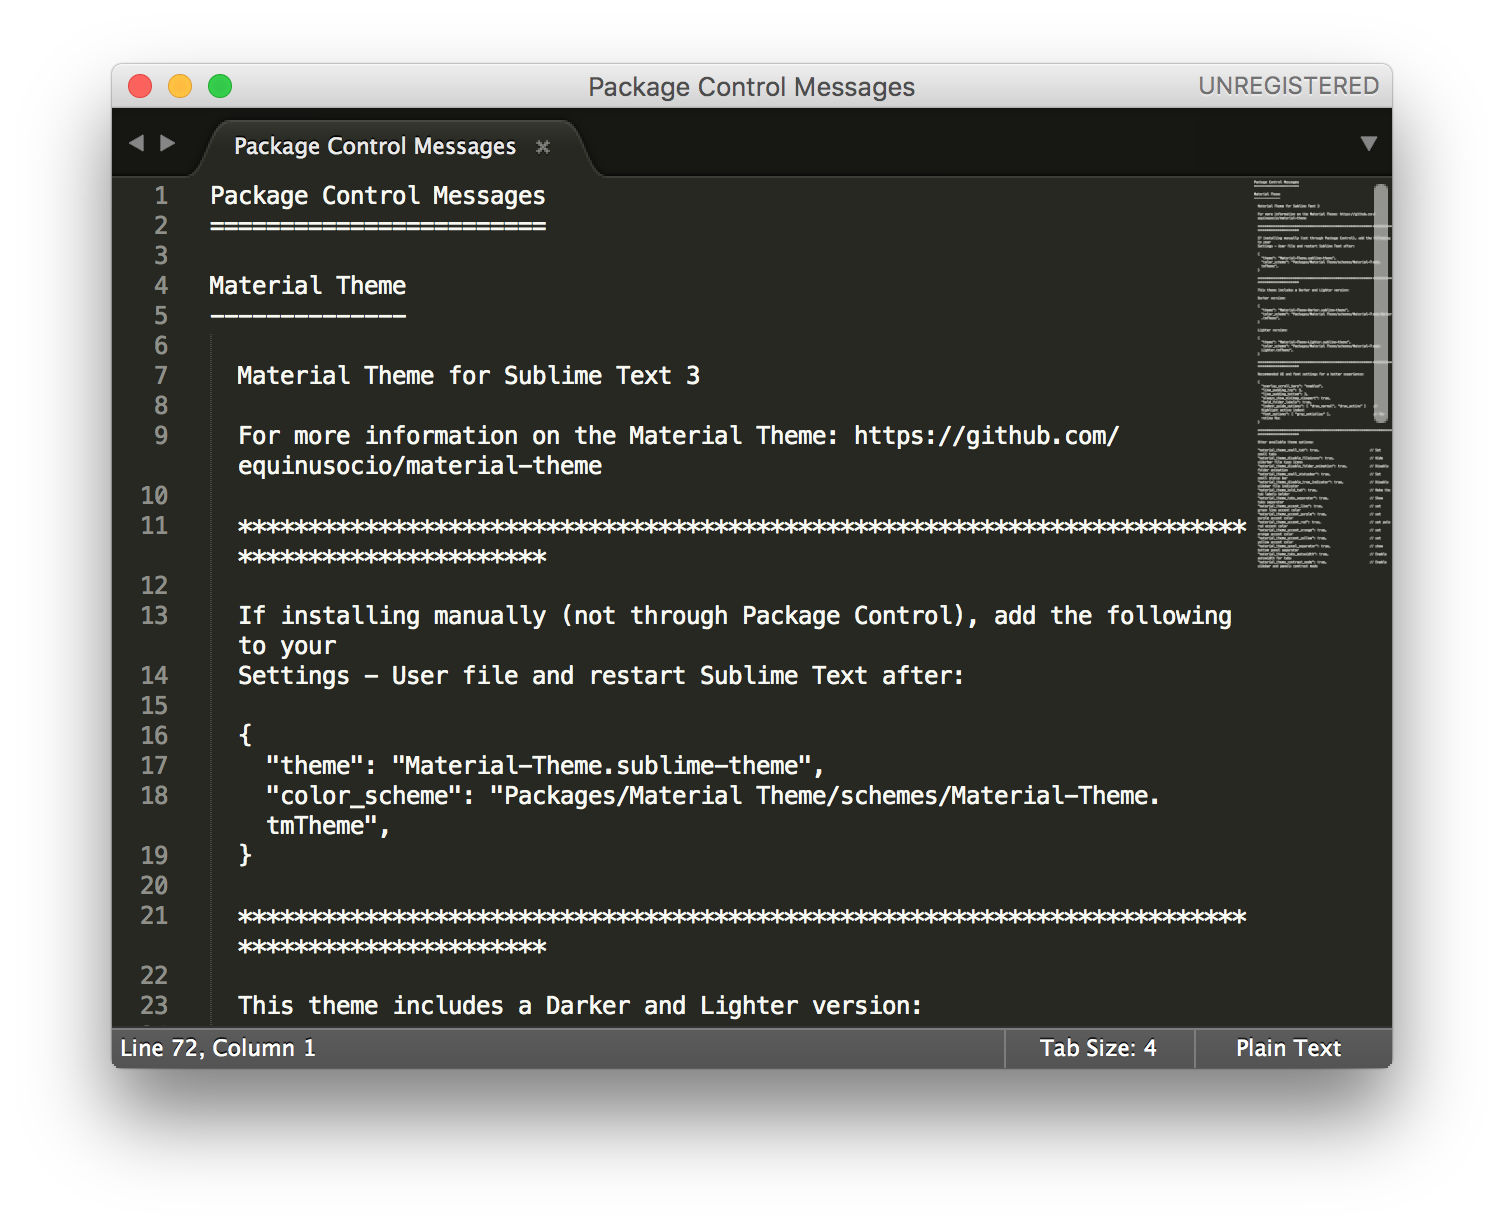 Package Control Messages
UNREGISTERED
Package Control Messages
1 Package Control Messages
2 ========================
3
4 Material Theme
5 --------------
6
7 Material Theme for Sublime Text 3
8
9 For more information on the Material Theme: https://github.com/
equinusocio/material-theme
10
11 ************************************************************************
**********************
12
13 If installing manually (not through Package Control), add the following
to your
14 Settings - User file and restart Sublime Text after:
15
16 {
17 "theme": "Material-Theme.sublime-theme",
18 "color_scheme": "Packages/Material Theme/schemes/Material-Theme.
tmTheme",
19 }
20
21 ************************************************************************
**********************
22
23 This theme includes a Darker and Lighter version:
Line 72, Column 1
Tab Size: 4
Plain Text